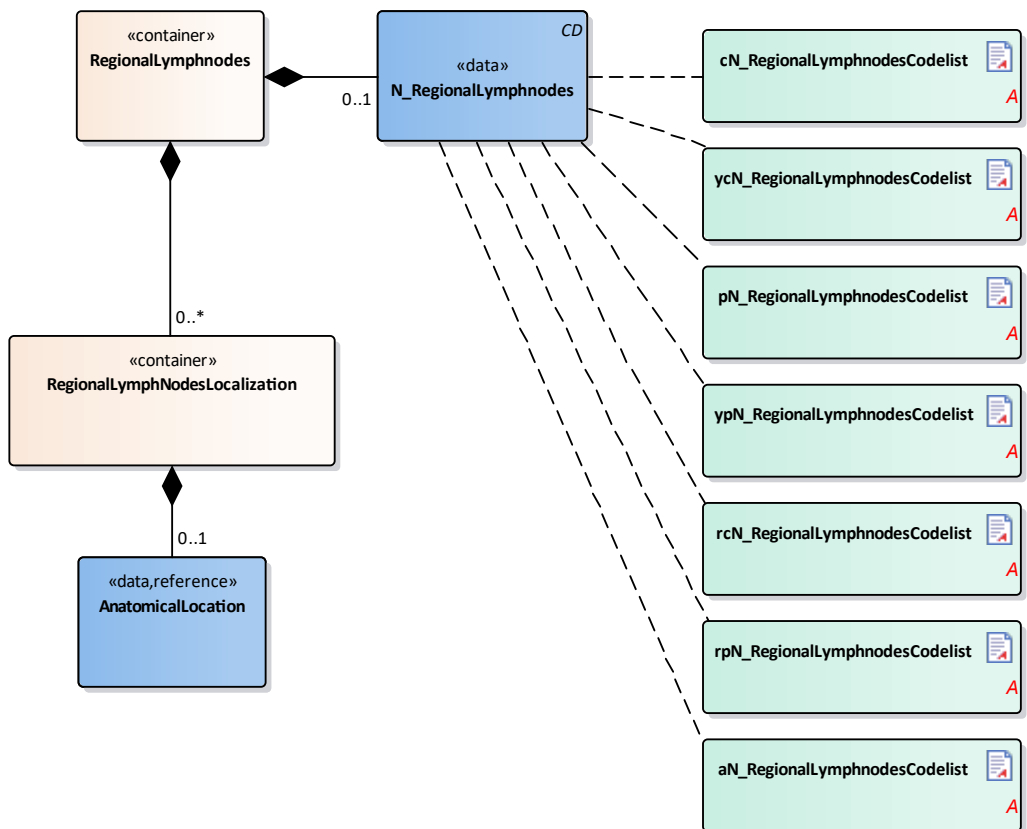 «container»
RegionalLymphnodes
0..1
CD
«data»
N_RegionalLymphnodes
0..*
«container»
RegionalLymphNodesLocalization
0..1
«data,reference»
AnatomicalLocation
cN_RegionalLymphnodesCodelist
A
ycN_RegionalLymphnodesCodelist
A
pN_RegionalLymphnodesCodelist
A
ypN_RegionalLymphnodesCodelist
A
rcN_RegionalLymphnodesCodelist
A
rpN_RegionalLymphnodesCodelist
A
aN_RegionalLymphnodesCodelist
A